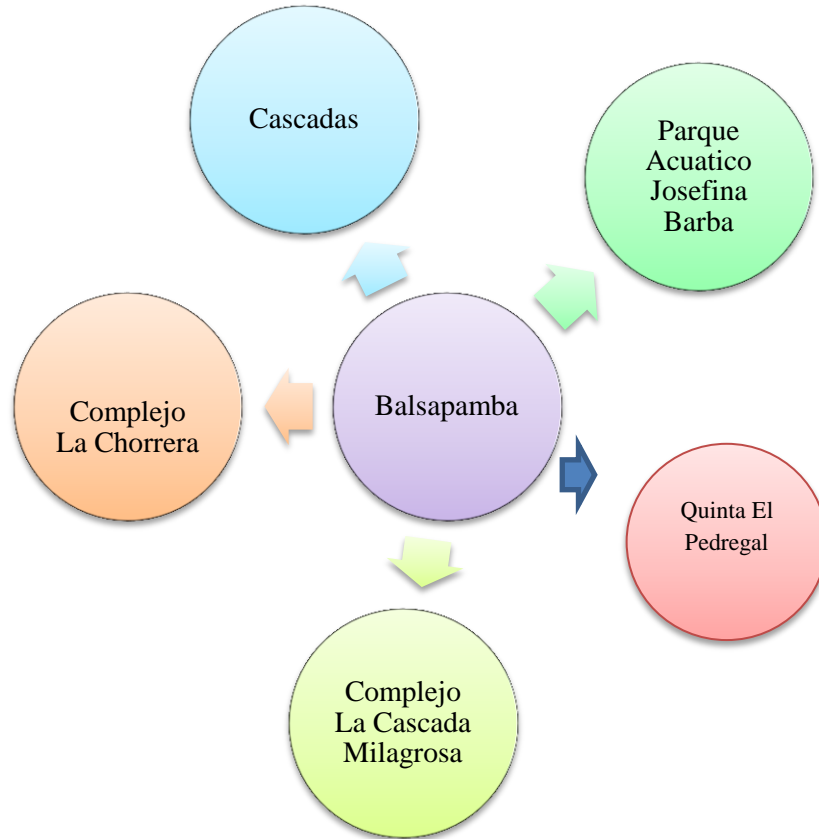 Cascadas
Parque
Acuatico
Josefina
Barba
Balsapamba
Complejo
La Chorrera
Quinta El
Pedregal
Complejo
La Cascada
Milagrosa